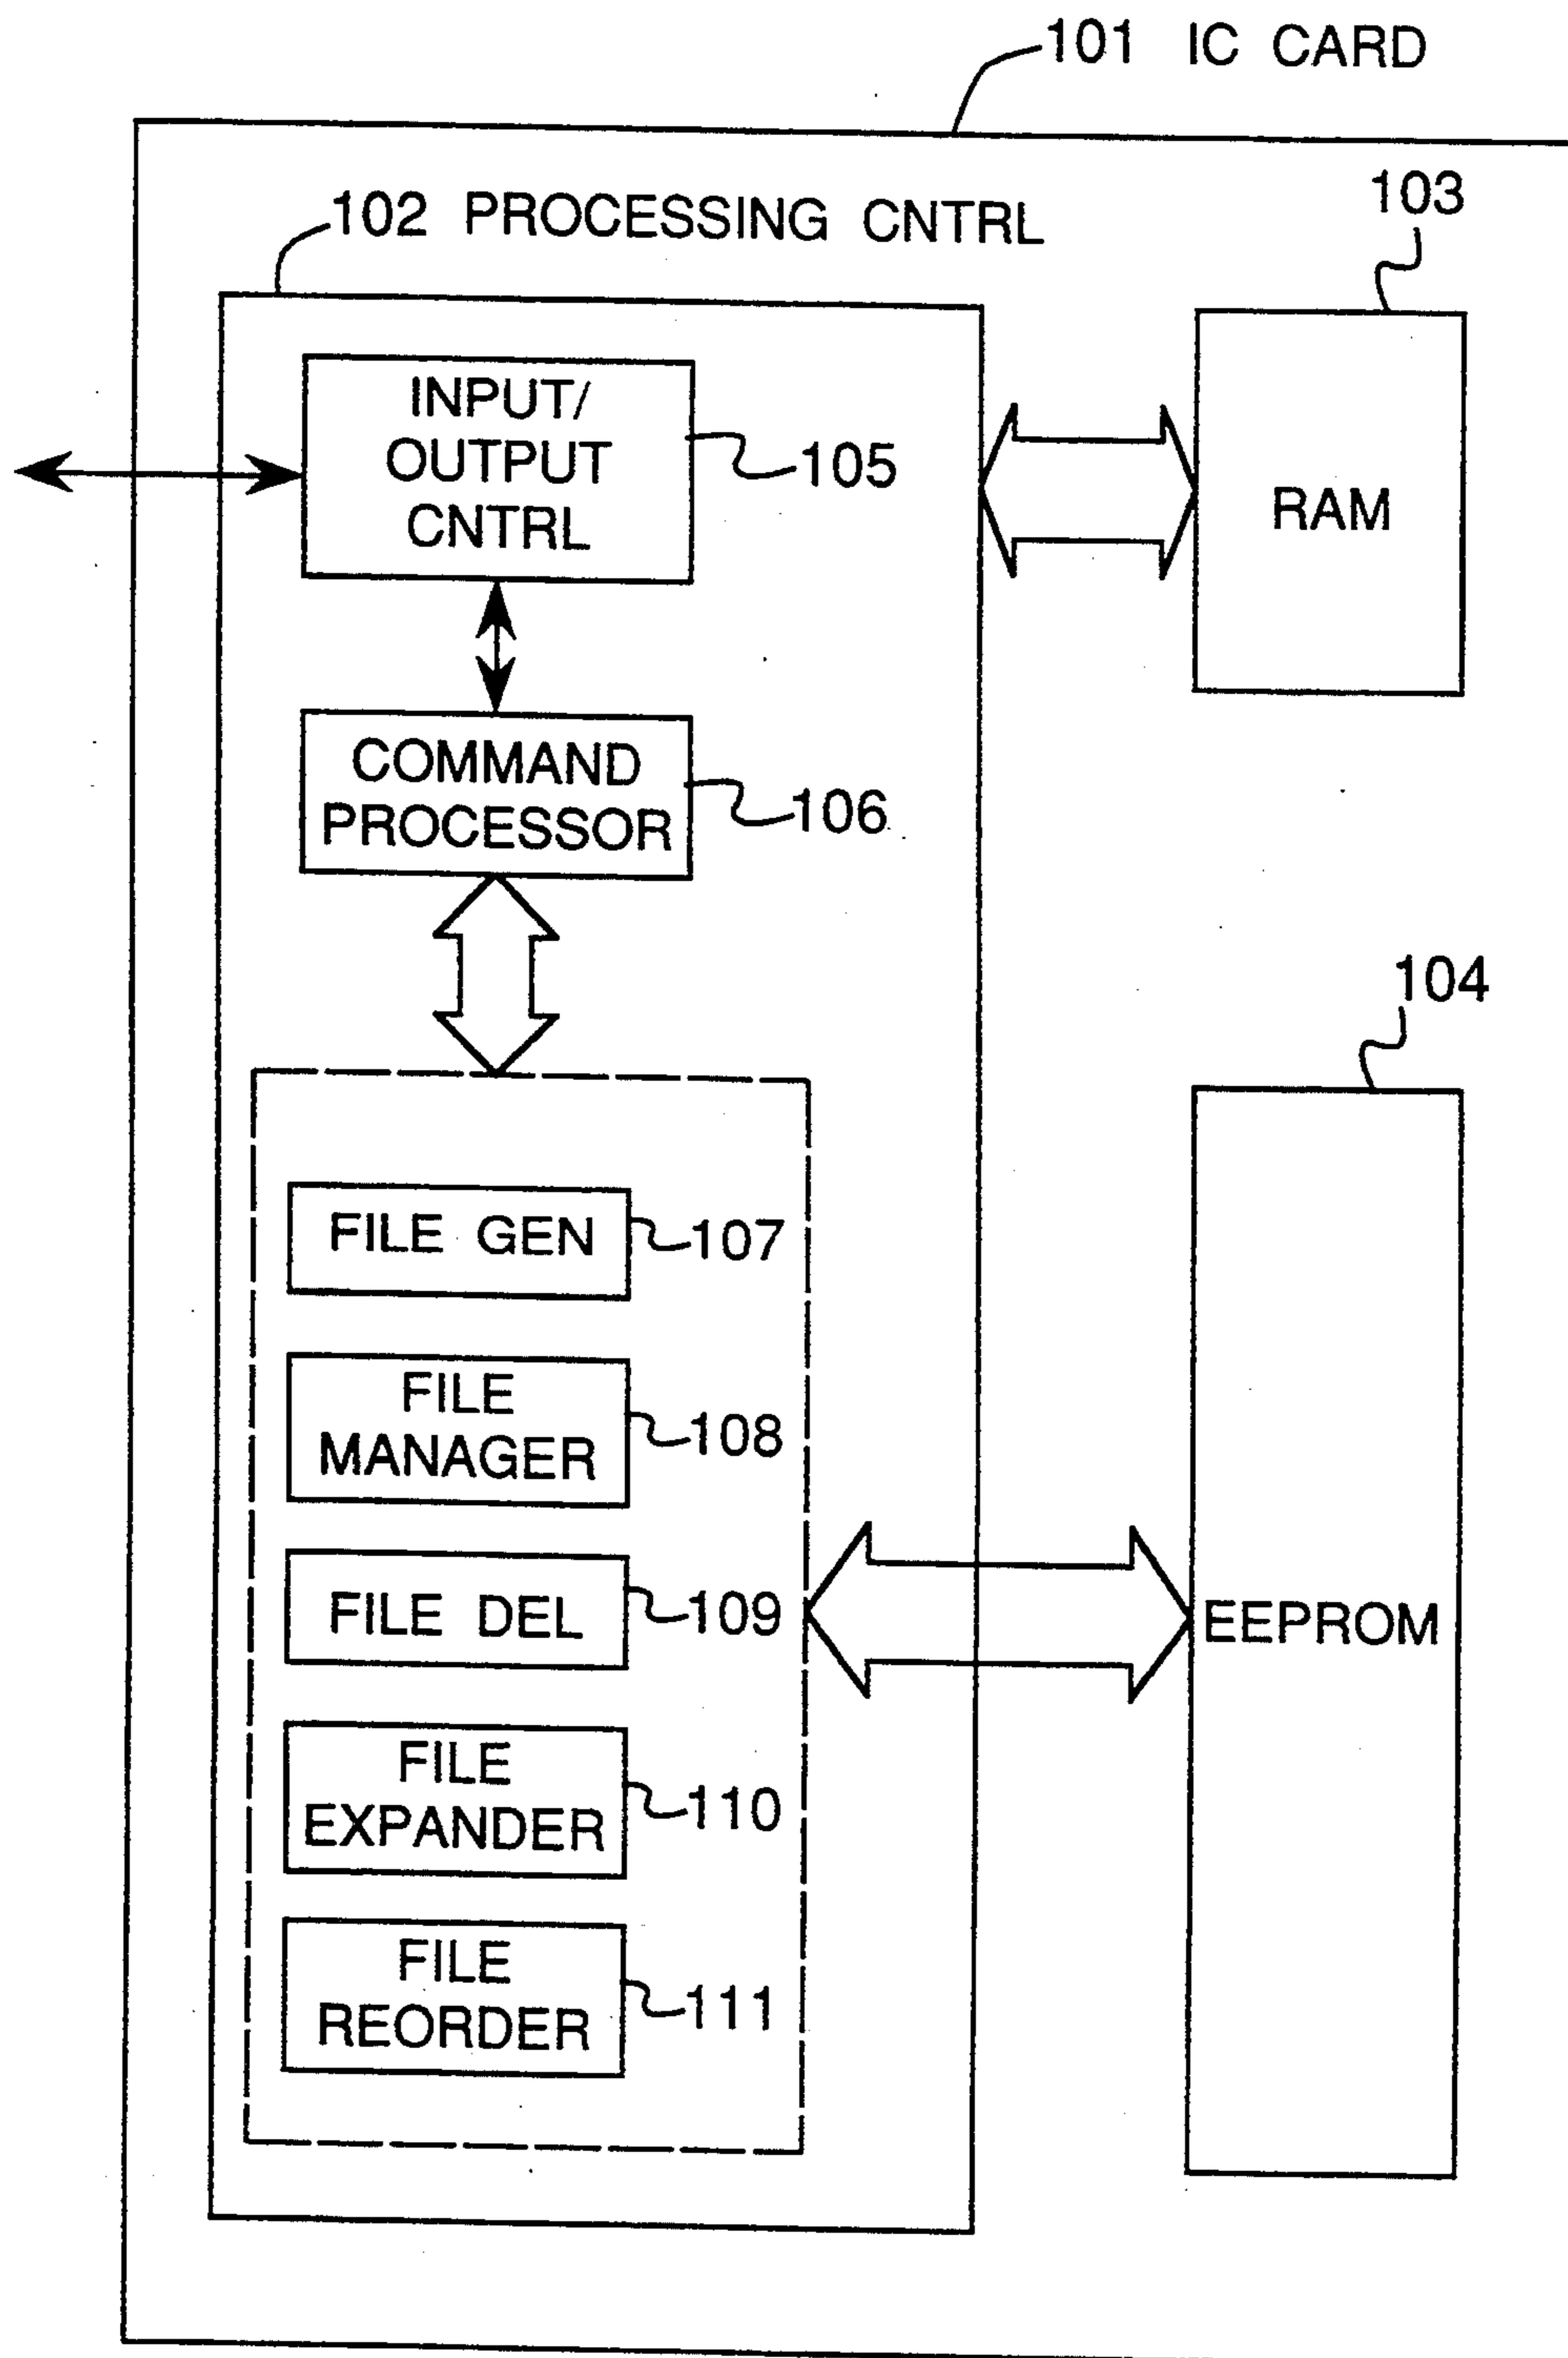 101 IC CARD
102 PROCESSING CNTRL
103
INPUT/
OUTPUT
CNTRL
105
RAM
COMMAND
PROCESSOR
106
104
FILE GEN
107
FILE
MANAGER
108
FILE DEL
109
EEPROM
FILE
EXPANDER
110
FILE
REORDER
111